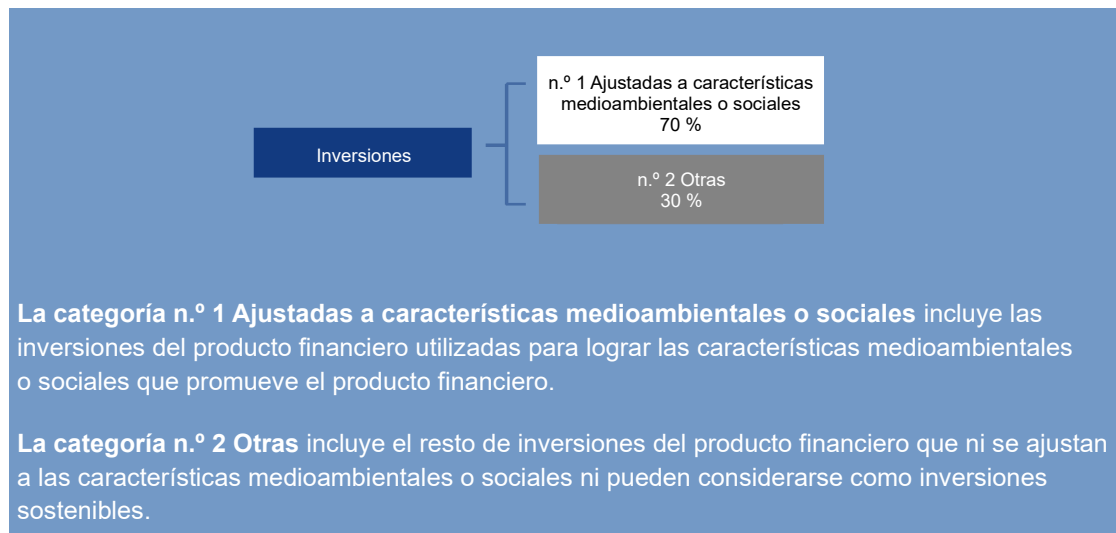 Inversiones
n.º 1 Ajustadas a características
medioambientales o sociales
70 %
n.º 2 Otras
30 %
La categoría n.º 1 Ajustadas a características medioambientales o sociales incluye las
inversiones del producto financiero utilizadas para lograr las características medioambientales
o sociales que promueve el producto financiero.
La categoría n.º 2 Otras incluye el resto de inversiones del producto financiero que ni se ajustan
a las características medioambientales o sociales ni pueden considerarse como inversiones
sostenibles.